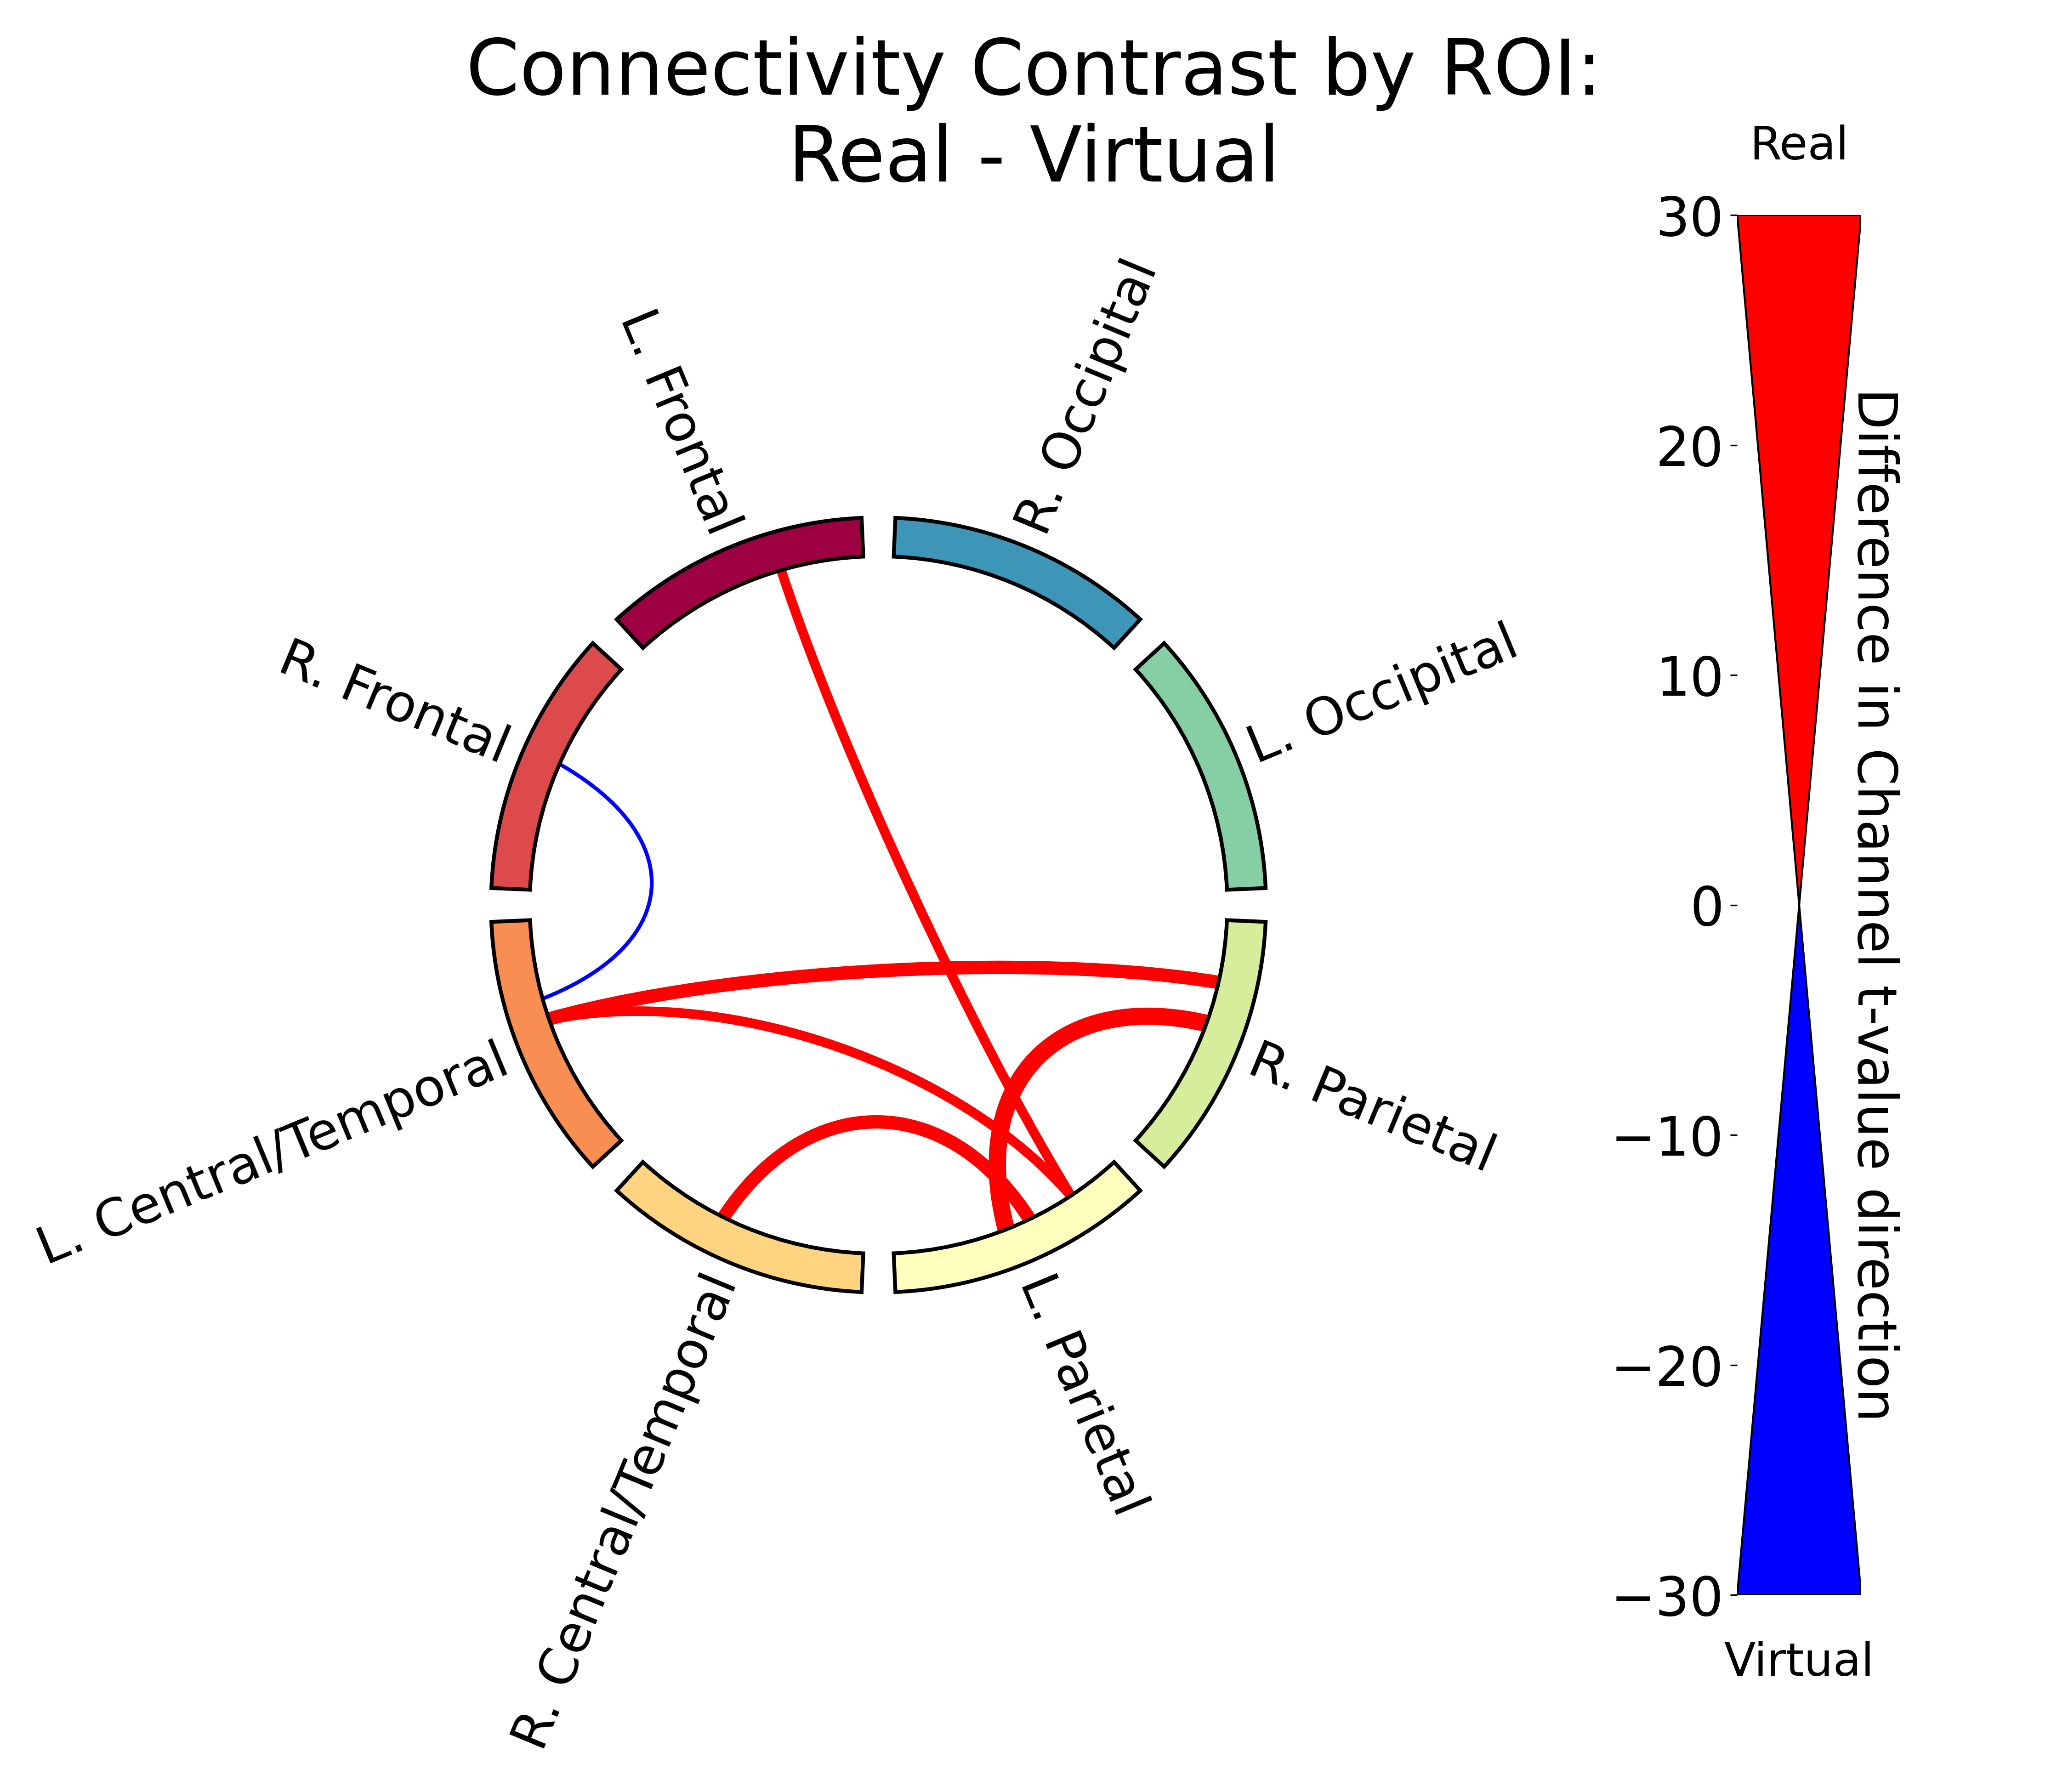 Connectivity Contrast by ROI:
Real - Virtual
Real
30
20
10
0
−10
−20
−30
Virtual
Difference in Channel t-value direction
R. Occipital
L. Frontal
L. Occipital
R. Frontal
R. Parietal
L. Central/Temporal
L. Parietal
R. Central/Temporal